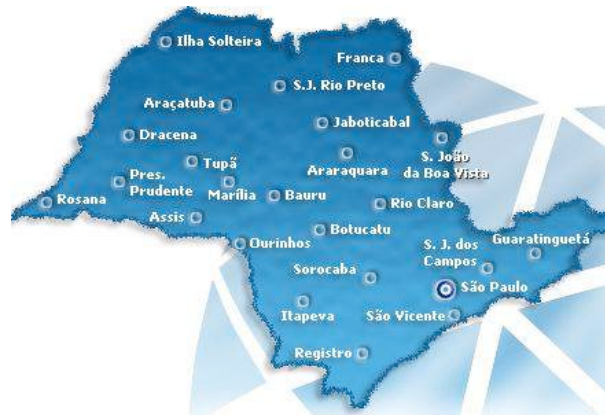 Ilha Solteira
Franca
S.J. Rio Preto
Araçatuba
Jaboticabal
Dracena
S. João
da Boa Vista
Tupã
Araraquara
Pres.
Prudente
Marília
Bauru
Rosana
Rio Claro
Assis
Botucatu
Ourinhos
Guaratinguetá
S. J. dos
Campos
Sorocaba
São Paulo
Itapeva
São Vicente
Registro